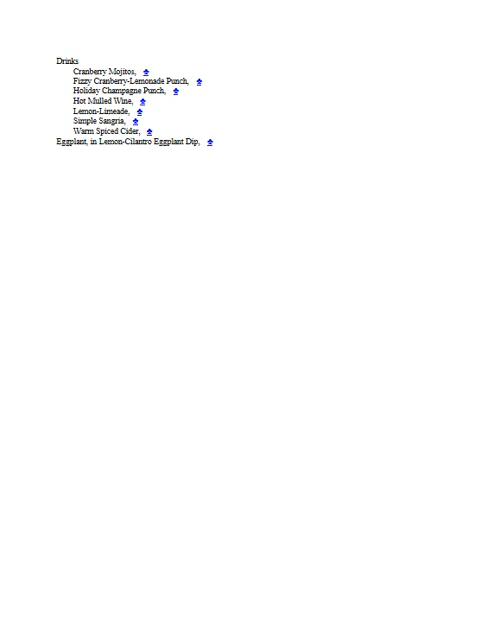 Drinks
Cranberry Mojitos, ♣
Fizzy Cranberry-Lemonade Punch, ♣
Holiday Champagne Punch, ♣
Hot Mulled Wine, ♣
Lemon-Limeade, ♣
Simple Sangria, ♣
Warm Spiced Cider, ♣
Eggplant, in Lemon-Cilantro Eggplant Dip, ♣